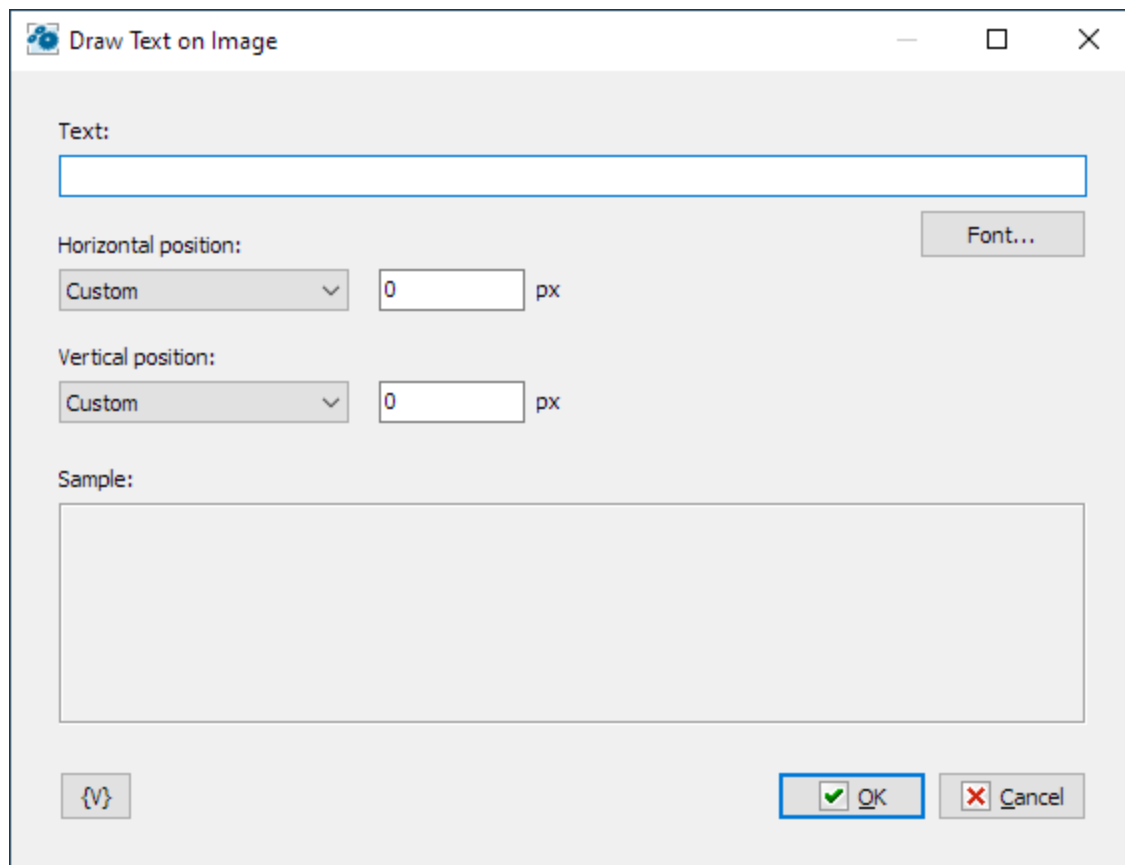 Draw Text on Image
Text:
Font...
Horizontal position:
Custom 0 px
Vertical position:
Custom 0 px
Sample:
{V} OK Cancel